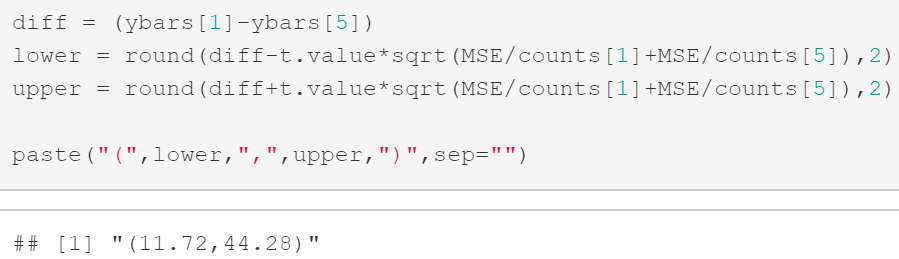 diff = (ybars[1]-ybars[5])
lower = round(diff-t.value*sqrt(MSE/counts[1]+MSE/counts[5]),2)
upper = round(diff+t.value*sqrt(MSE/counts[1]+MSE/counts[5]),2)
paste("(",lower,",",upper,")",sep="")
## [1] "(11.72,44.28)"